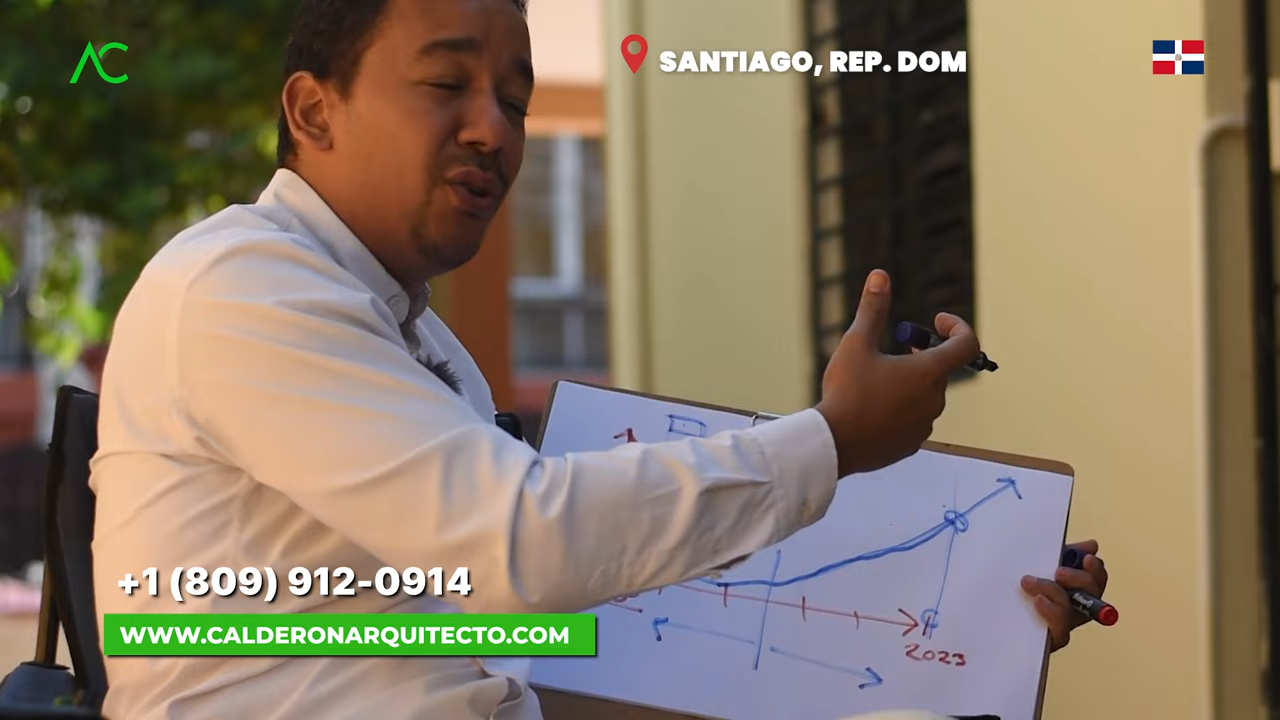 AC
SANTIAGO, REP. DOM
2023
+1 (809) 912-0914
WWW.CALDERONARQUITECTO.COM